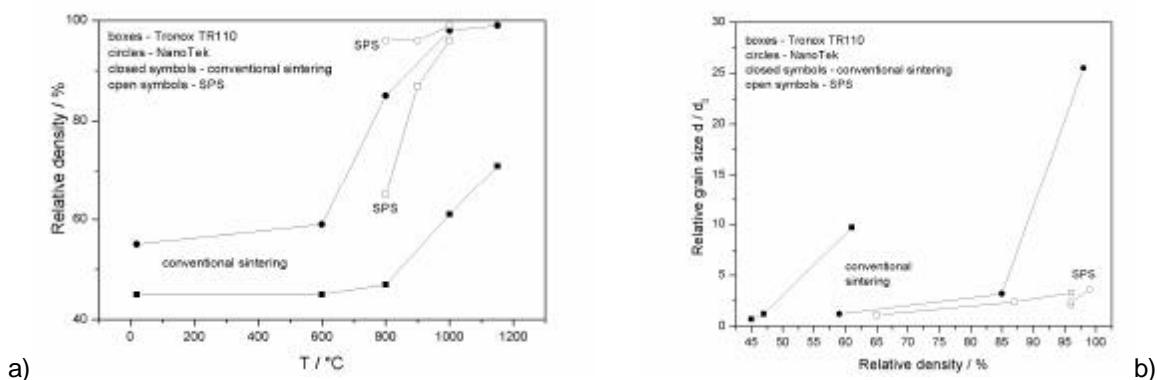 boxes - Tronox TR110
circles - NanoTek
closed symbols - conventional sintering
open symbols - SPS
SPS
SPS
conventional sintering
Relative density / %
100
80
60
40
0 200 400 600 800 1000 1200
T / °C
a)
boxes - Tronox TR110
circles - NanoTek
closed symbols - conventional sintering
open symbols - SPS
conventional
sintering
SPS
Relative grain size d / d0
30
25
20
15
10
5
0
45 50 55 60 65 70 75 80 85 90 95 100
Relative density / %
b)